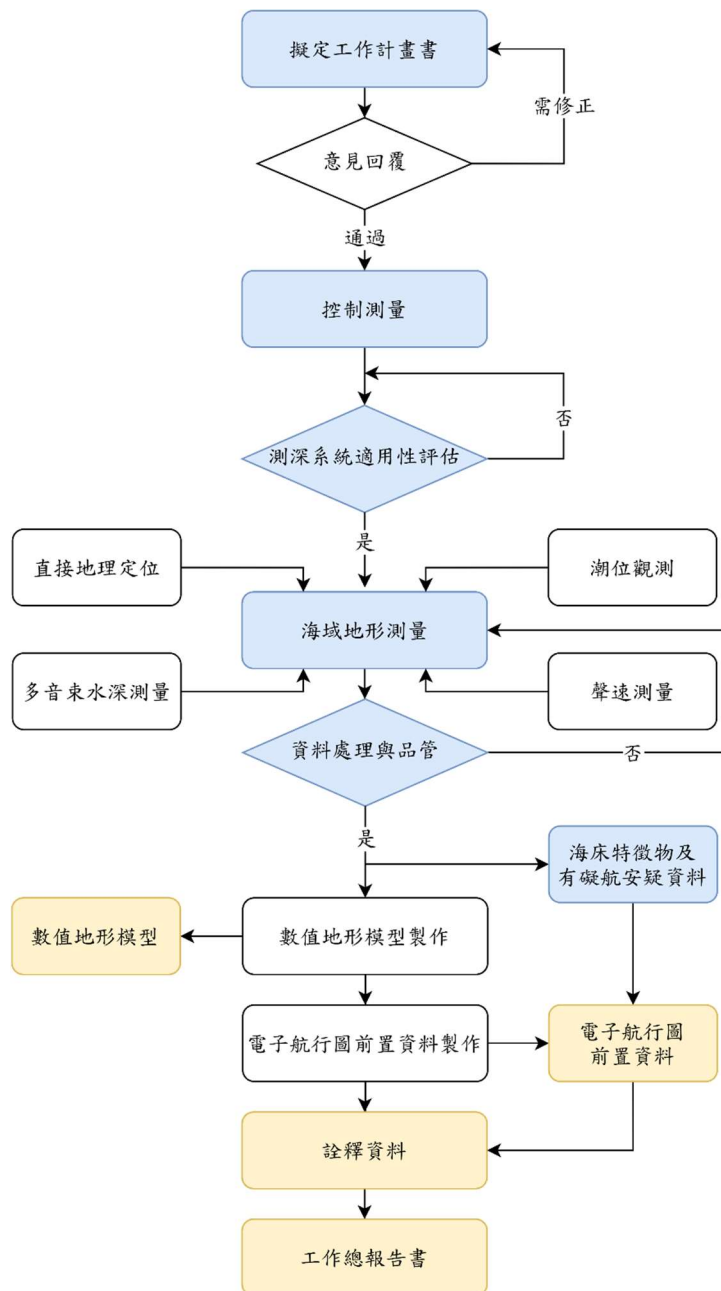 擬定工作計畫書
需修正
意見回覆
通過
控制測量
否
測深系統適用性評估
是
直接地理定位
潮位觀測
海域地形測量
多音束水深測量
聲速測量
資料處理與品管
否
是
海床特徵物及
有礙航安疑資料
數值地形模型
數值地形模型製作
電子航行圖前置資料製作
電子航行圖
前置資料
詮釋資料
工作總報告書